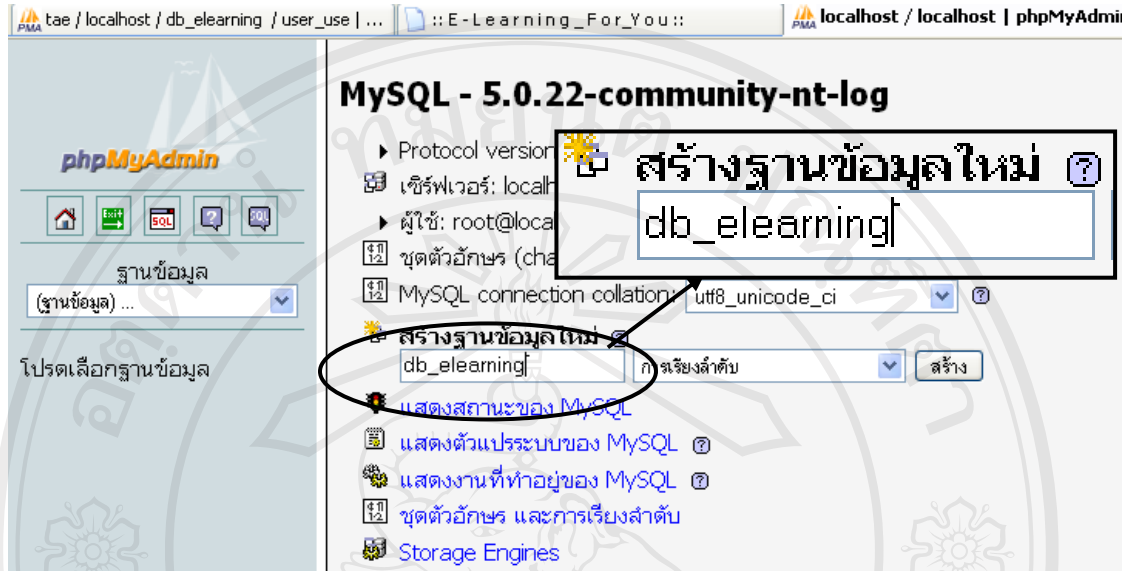 tae / localhost / db_elearning / user_use | ...
::E-Learning_For_You::
localhost / localhost | phpMyAdmin
phpMyAdmin
Exit
SQL
SQL
ฐานข้อมูล
(ฐานข้อมูล) ...
โปรดเลือกฐานข้อมูล
MySQL - 5.0.22-community-nt-log
Protocol version
เซิร์ฟเวอร์: localh
ผู้ใช้: root@loca
ชุดตัวอักษร (cha
MySQL connection collation: utf8_unicode_ci
สร้างฐานข้อมูลใหม่
db_elearning
การเรียงลำดับ
สร้าง
แสดงสถานะของ MySQL
แสดงตัวแปรระบบของ MySQL
แสดงงานที่ทำอยู่ของ MySQL
ชุดตัวอักษร และการเรียงลำดับ
Storage Engines
สร้างฐานข้อมูลใหม่
db_elearning